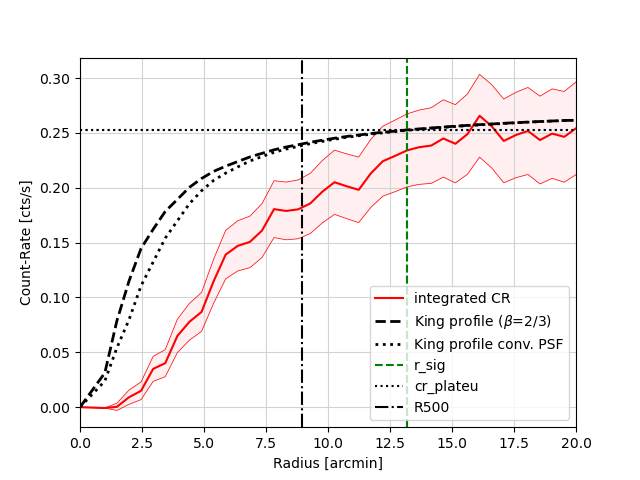 0.30
0.25
0.20
0.15
0.10
0.05
0.00
Count-Rate [cts/s]
integrated CR
King profile (β=2/3)
King profile conv. PSF
r_sig
cr_plateu
R500
0.0 2.5 5.0 7.5 10.0 12.5 15.0 17.5 20.0
Radius [arcmin]